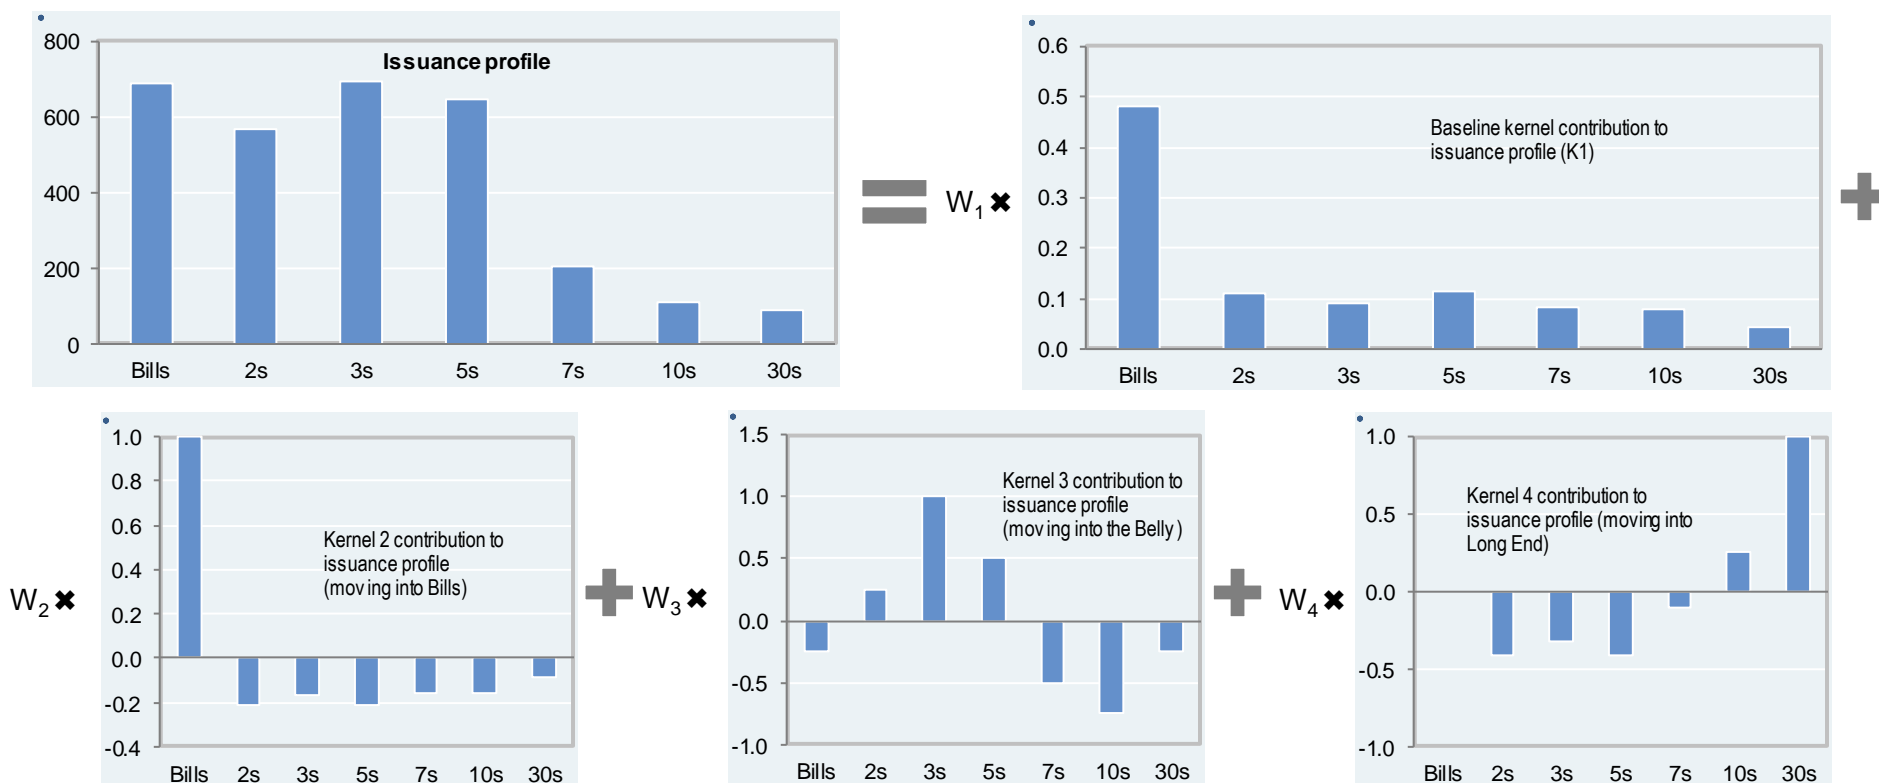 Issuance profile
800
600
400
200
0
Bills 2s 3s 5s 7s 10s 30s
W1 ✖
Baseline kernel contribution to
issuance profile (K1)
0.6
0.5
0.4
0.3
0.2
0.1
0.0
Bills 2s 3s 5s 7s 10s 30s
W2 ✖
1.0
0.8
0.6
0.4
0.2
0.0
-0.2
-0.4
Kernel 2 contribution to
issuance profile
(moving into Bills)
Bills 2s 3s 5s 7s 10s 30s
W3 ✖
1.5
1.0
0.5
0.0
-0.5
-1.0
Kernel 3 contribution to
issuance profile
(moving into the Belly)
Bills 2s 3s 5s 7s 10s 30s
W4 ✖
1.0
0.5
0.0
-0.5
-1.0
Kernel 4 contribution to
issuance profile (moving into
Long End)
Bills 2s 3s 5s 7s 10s 30s